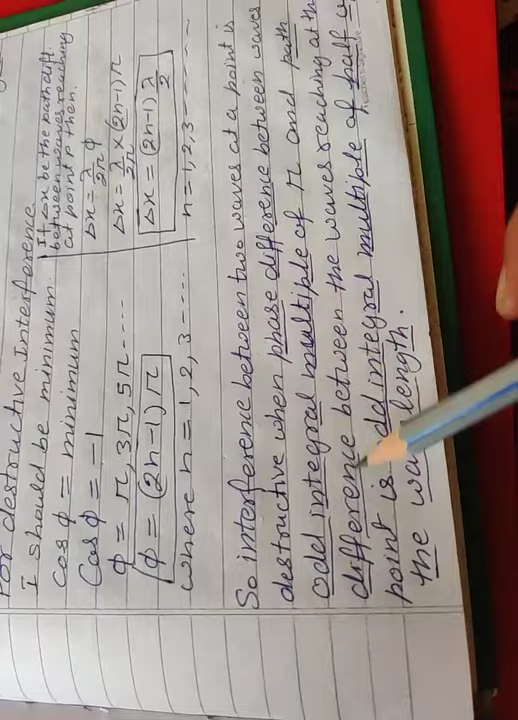 For destructive Interference
I should be minimum.
cos φ = minimum
Cos φ = -1
φ = π, 3π, 5π ----
φ = (2n-1)π
where n = 1, 2, 3 ----
If Δx be the path diff.
between waves reaching
at point P then.
Δx = λ/2π φ
Δx = λ/2π × (2n-1)π
Δx = (2n-1) λ/2
n = 1, 2, 3 ------
So interference between two waves at a point is
destructive when phase difference between waves
odd integral multiple of π and path
difference between the waves reaching at the
point is odd integral multiple of half of
the wavelength.